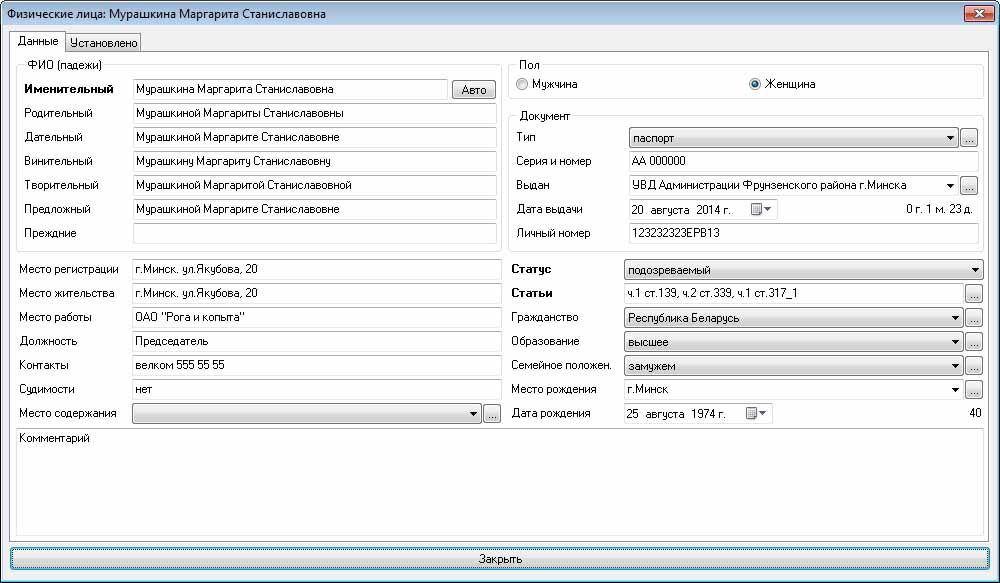 Физические лица: Мурашкина Маргарита Станиславовна
Данные Установлено
ФИО (падежи)
Именительный Мурашкина Маргарита Станиславовна Авто
Родительный Мурашкиной Маргариты Станиславовны
Дательный Мурашкиной Маргарите Станиславовне
Винительный Мурашкину Маргариту Станиславовну
Творительный Мурашкиной Маргаритой Станиславовной
Предложный Мурашкиной Маргарите Станиславовне
Преждние
Пол
Мужчина Женщина
Документ
Тип паспорт ...
Серия и номер АА 000000
Выдан УВД Администрации Фрунзенского района г.Минска ...
Дата выдачи 20 августа 2014 г. 0 г. 1 м. 23 д.
Личный номер 123232323ЕРВ13
Место регистрации г.Минск. ул.Якубова, 20
Место жительства г.Минск. ул.Якубова, 20
Место работы ОАО "Рога и копыта"
Должность Председатель
Контакты велком 555 55 55
Судимости нет
Место содержания ...
Статус подозреваемый
Статьи ч.1 ст.139, ч.2 ст.339, ч.1 ст.317_1 ...
Гражданство Республика Беларусь ...
Образование высшее ...
Семейное положен. замужем ...
Место рождения г.Минск ...
Дата рождения 25 августа 1974 г. 40
Комментарий
Закрыть